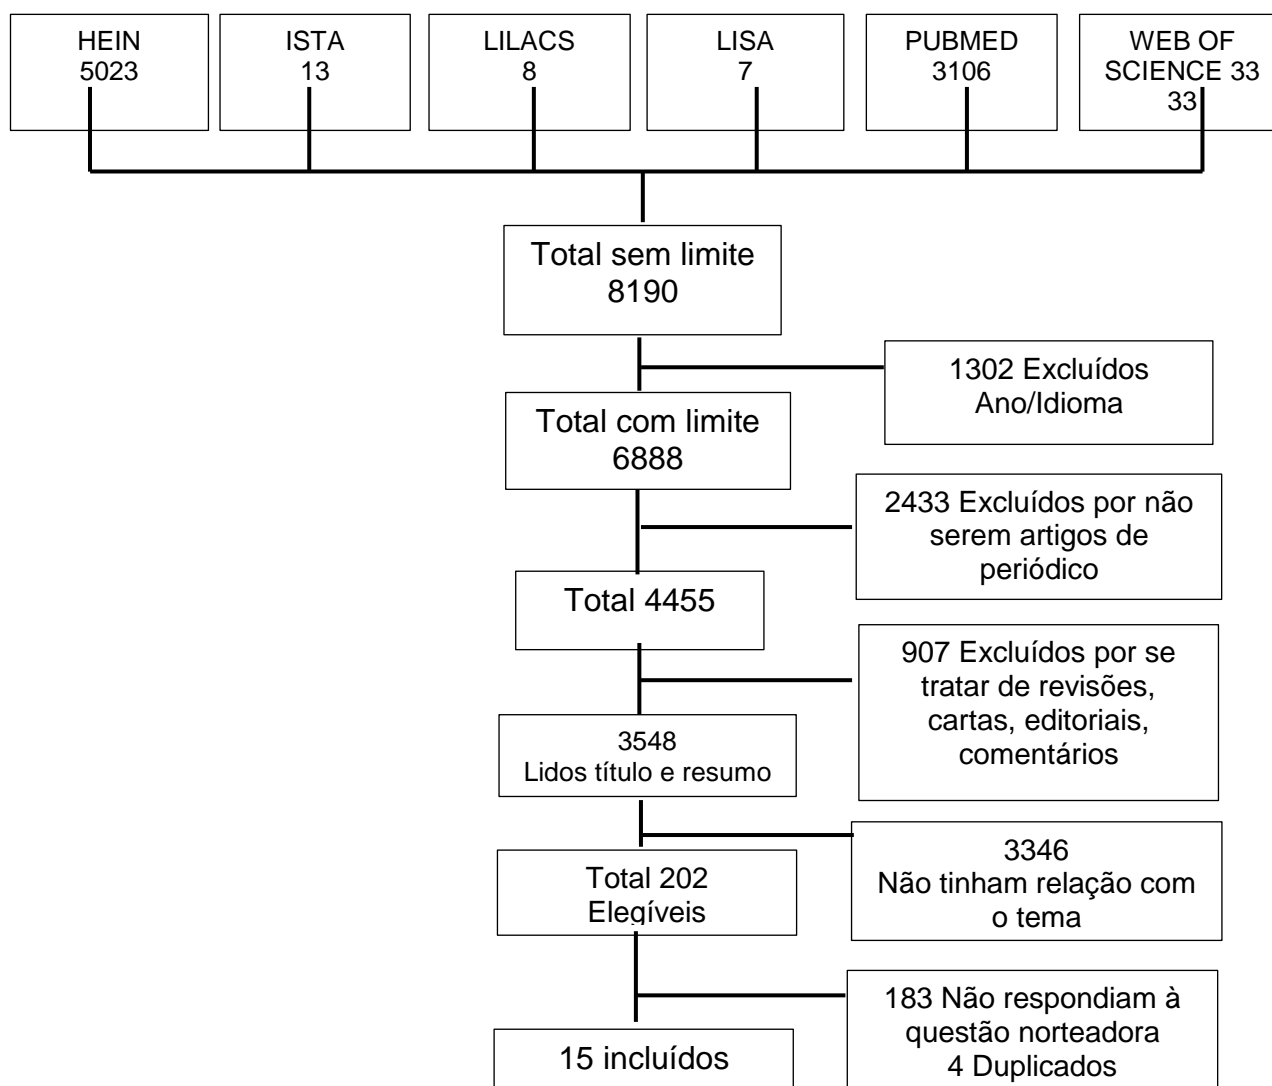 HEIN
5023
ISTA
13
LILACS
8
LISA
7
PUBMED
3106
WEB OF
SCIENCE 33
33
Total sem limite
8190
1302 Excluídos
Ano/Idioma
Total com limite
6888
2433 Excluídos por não
serem artigos de
periódico
Total 4455
907 Excluídos por se
tratar de revisões,
cartas, editoriais,
comentários
3548
Lidos título e resumo
3346
Não tinham relação com
o tema
Total 202
Elegíveis
183 Não respondiam à
questão norteadora
4 Duplicados
15 incluídos